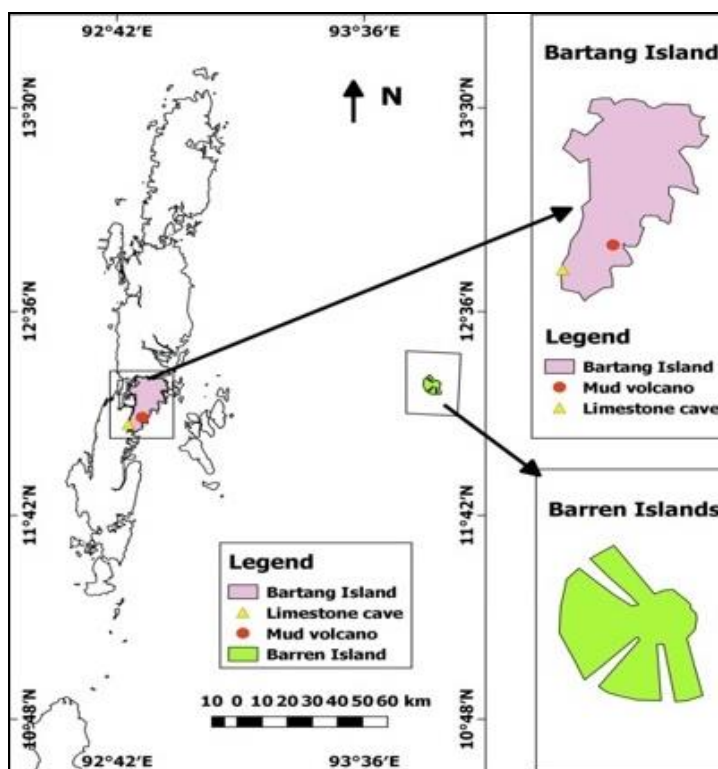 92°42′E
93°36′E
N
13°30′N
13°30′N
12°36′N
12°36′N
11°42′N
11°42′N
10°48′N
10°48′N
Legend
Bartang Island
Limestone cave
Mud volcano
Barren Island
10 0 10 20 30 40 50 60 km
92°42′E
93°36′E
Bartang Island
Legend
Bartang Island
Mud volcano
Limestone cave
Barren Islands